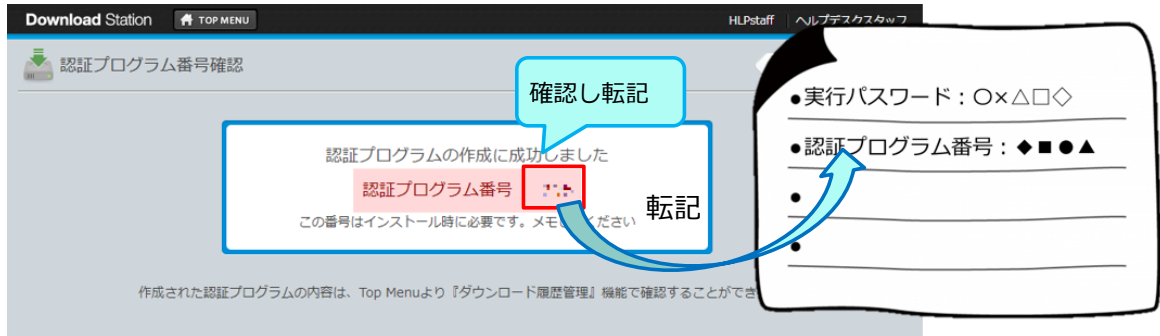 Download Station TOP MENU HLPstaff ヘルプデスクスタッフ
認証プログラム番号確認
確認し転記
認証プログラムの作成に成功しました
認証プログラム番号
この番号はインストール時に必要です。メモ ください
転記
作成された認証プログラムの内容は、Top Menuより『ダウンロード履歴管理』機能で確認することができ
●実行パスワード：○×△□◇
●認証プログラム番号：◆■●▲
●
●